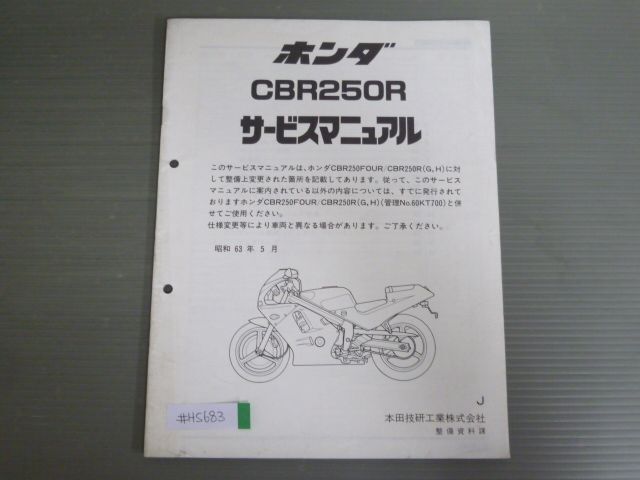 ホンダ
CBR250R
サービスマニュアル
このサービスマニュアルは、ホンダCBR250FOUR/CBR250R(G,H)に対
して整備上変更された箇所を記載してあります。従って、このサービス
マニュアルに案内されている以外の内容については、すでに発行されて
おりますホンダCBR250FOUR/CBR250R(G,H)(管理No.60KT700)と併
せてご使用ください。
仕様変更等により車両と異なる場合があります。ご了承ください。
昭和 63 年 5 月
J
本田技研工業株式会社
整備資料課
#H5683